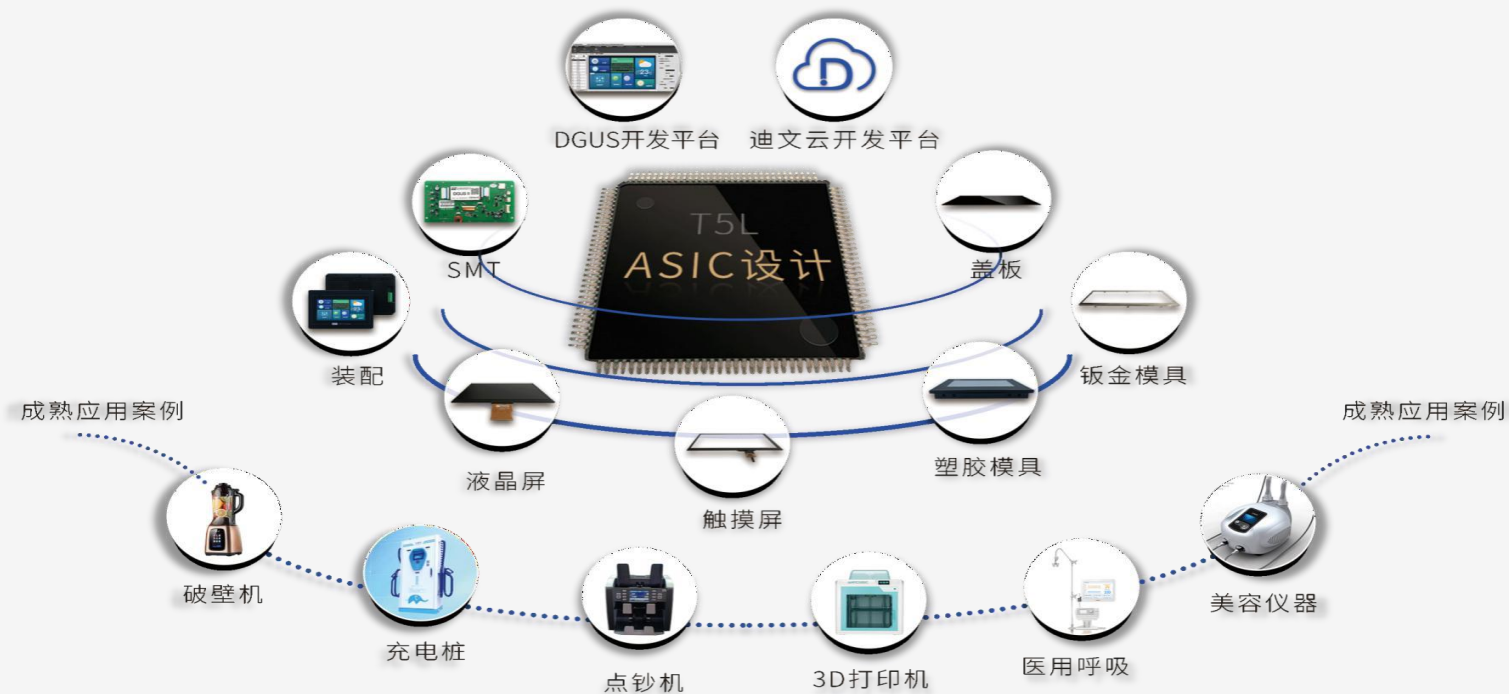 DGUS开发平台
迪文云开发平台
T5L
ASIC设计
SMT
盖板
装配
钣金模具
液晶屏
塑胶模具
触摸屏
成熟应用案例
成熟应用案例
破壁机
充电桩
点钞机
3D打印机
医用呼吸
美容仪器